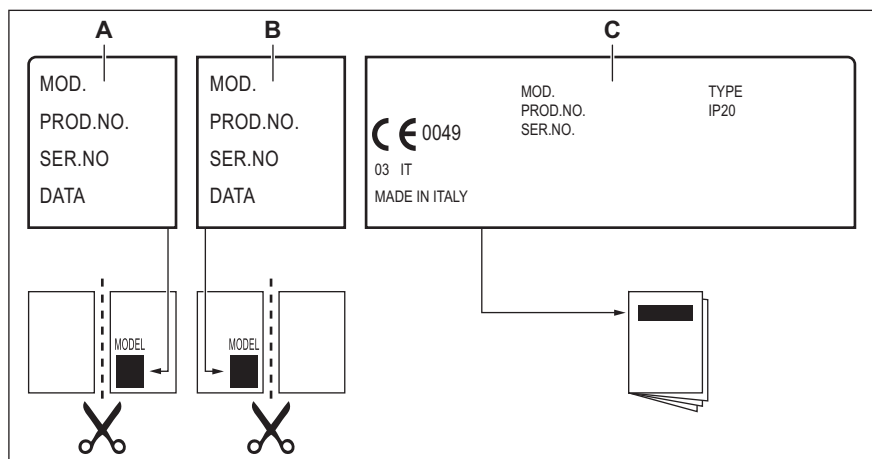 A
B
C
MOD.
PROD.NO.
SER.NO
DATA
MOD.
PROD.NO.
SER.NO
DATA
MOD.
PROD.NO.
SER.NO.
TYPE
IP20
CE 0049
03 IT
MADE IN ITALY
MODEL
MODEL